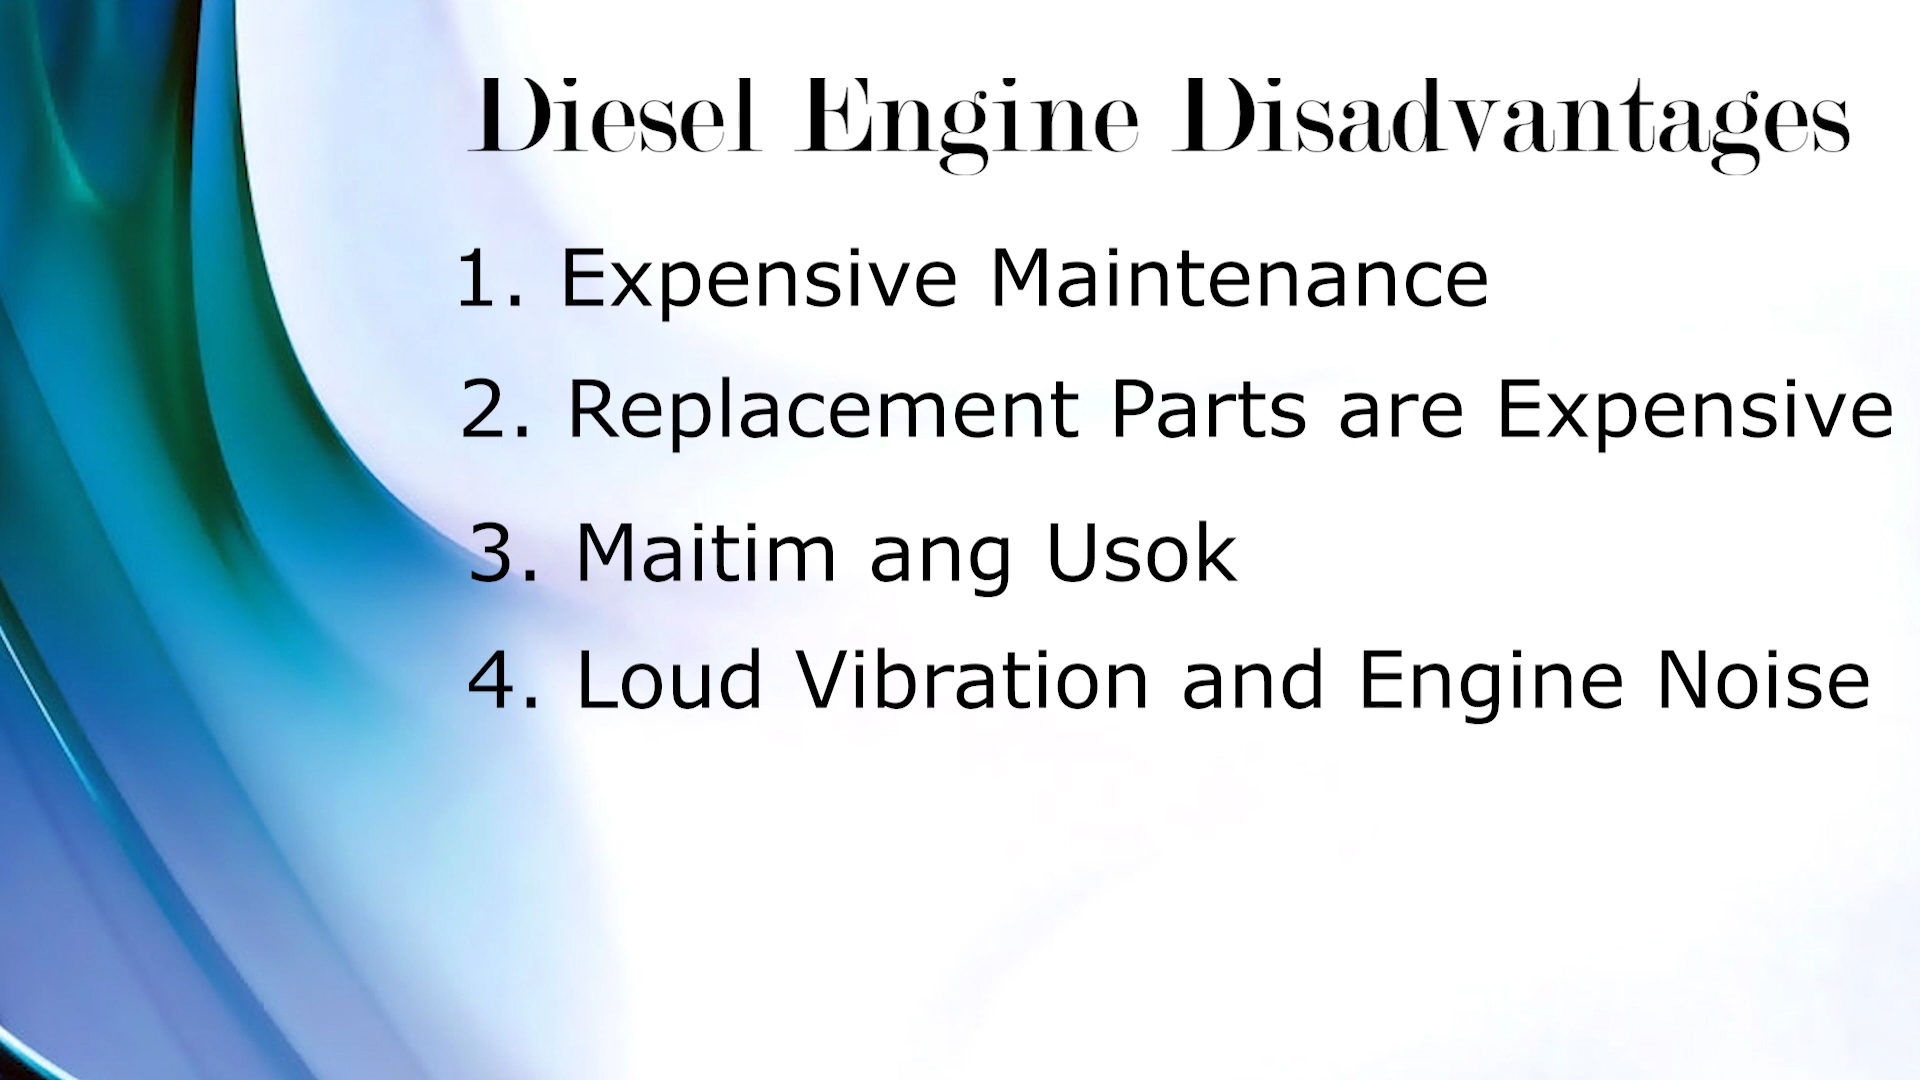 Diesel Engine Disadvantages
1. Expensive Maintenance
2. Replacement Parts are Expensive
3. Maitim ang Usok
4. Loud Vibration and Engine Noise